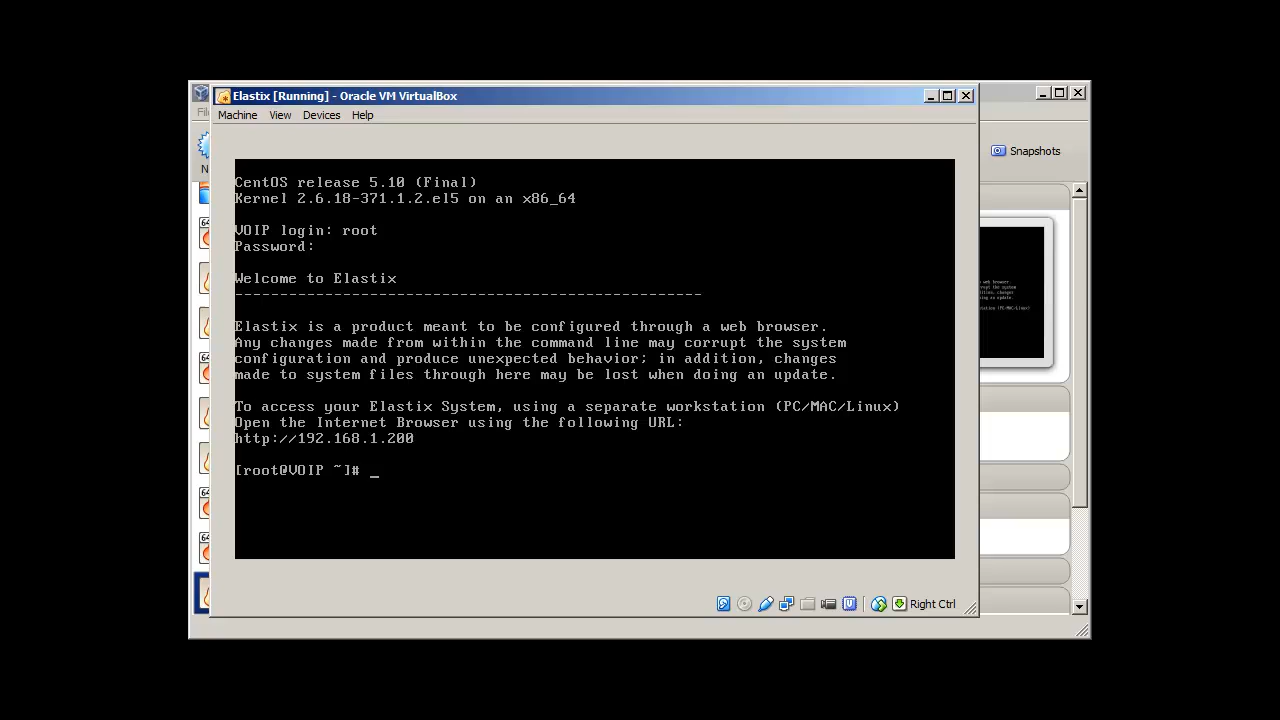 Elastix [Running] - Oracle VM VirtualBox
Machine View Devices Help
Snapshots
CentOS release 5.10 (Final)
Kernel 2.6.18-371.1.2.el5 on an x86_64
VOIP login: root
Password:
Welcome to Elastix
----------------------------------------------------
Elastix is a product meant to be configured through a web browser.
Any changes made from within the command line may corrupt the system
configuration and produce unexpected behavior; in addition, changes
made to system files through here may be lost when doing an update.
To access your Elastix System, using a separate workstation (PC/MAC/Linux)
Open the Internet Browser using the following URL:
http://192.168.1.200
[root@VOIP ~]# _
Right Ctrl